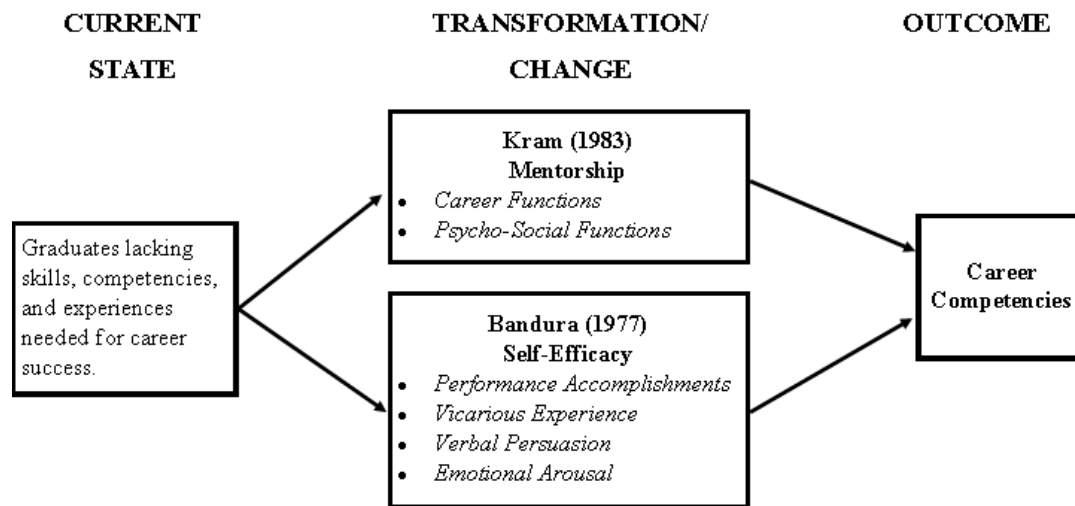 CURRENT
STATE
TRANSFORMATION/
CHANGE
OUTCOME
Graduates lacking
skills, competencies,
and experiences
needed for career
success.
Kram (1983)
Mentorship
• Career Functions
• Psycho-Social Functions
Bandura (1977)
Self-Efficacy
• Performance Accomplishments
• Vicarious Experience
• Verbal Persuasion
• Emotional Arousal
Career
Competencies